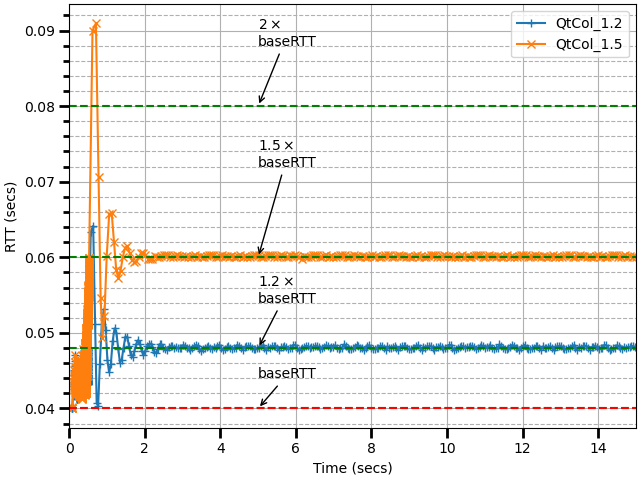 QtCol_1.2
QtCol_1.5
2 ×
baseRTT
1.5 ×
baseRTT
1.2 ×
baseRTT
baseRTT
0.09
0.08
0.07
0.06
0.05
0.04
RTT (secs)
0 2 4 6 8 10 12 14
Time (secs)